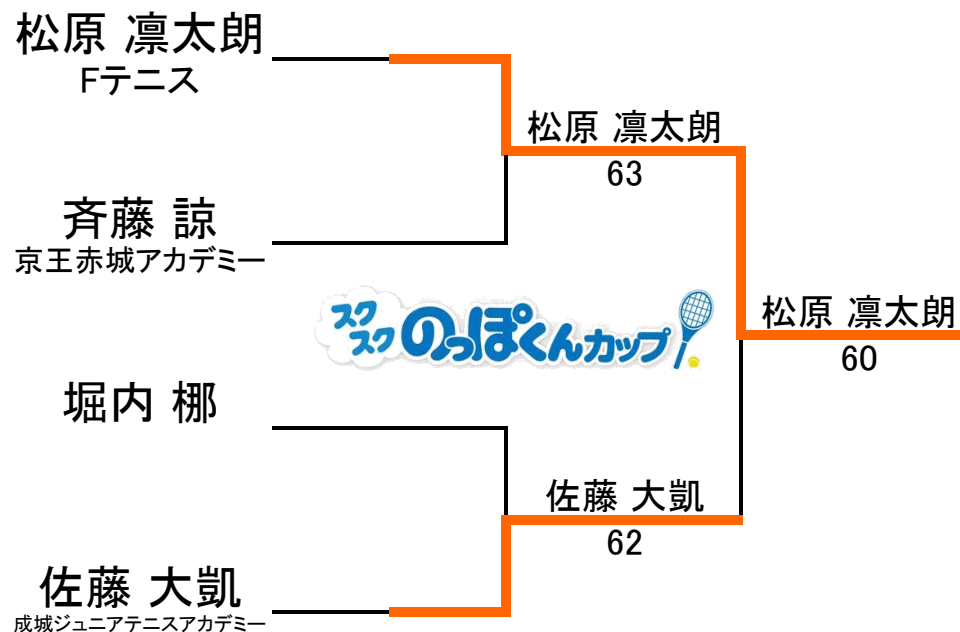 松原 凛太朗
Fテニス
松原 凛太朗
63
斉藤 諒
京王赤城アカデミー
スク
スク のっぽくんカップ
松原 凛太朗
60
堀内 梛
佐藤 大凱
62
佐藤 大凱
成城ジュニアテニスアカデミー